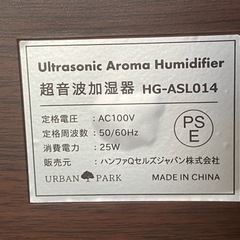 Ultrasonic Aroma Humidifier
超音波加湿器 HG-ASL014
定格電圧：AC100V
定格周波数：50/60Hz
消費電力：25W
販売元：ハンファQセルズジャパン株式会社
PS
E
URBAN PARK
MADE IN CHINA